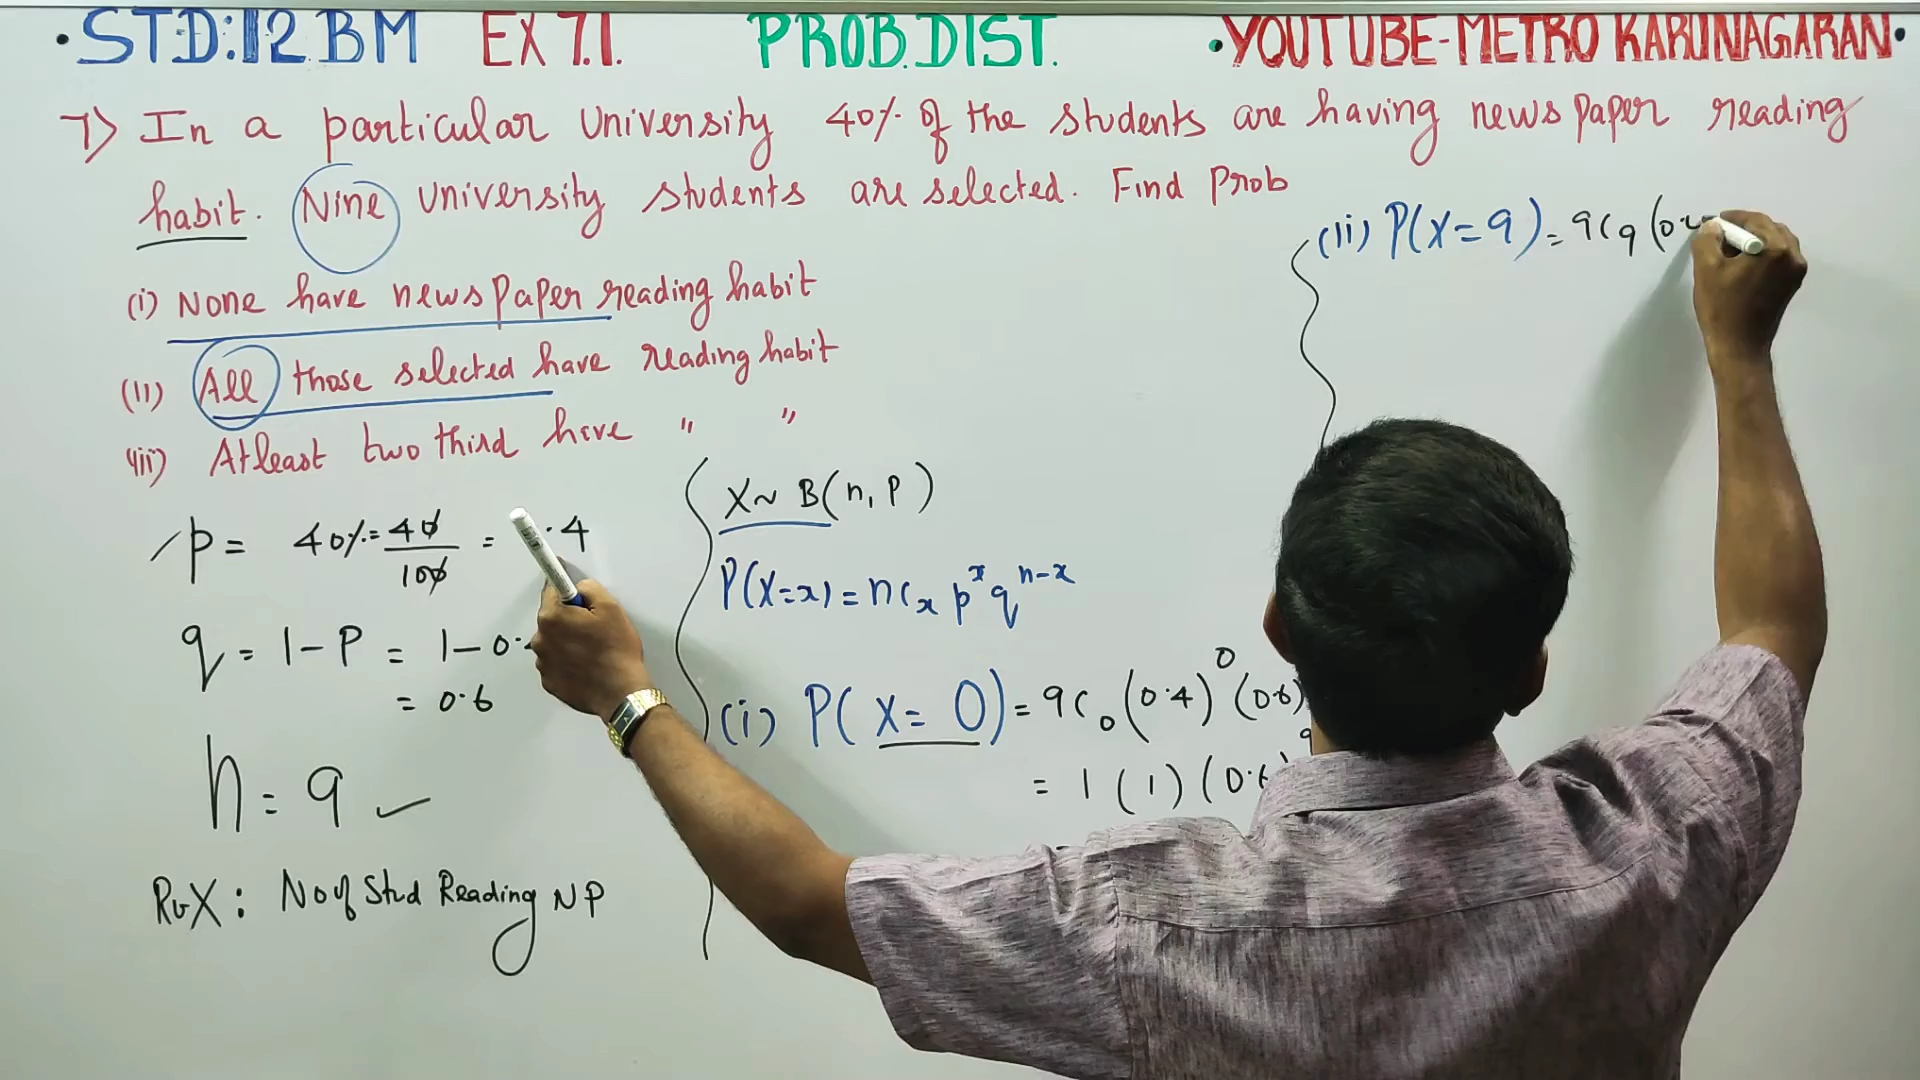 • STD:12 BM EX 7.1. PROB.DIST. • YOUTUBE-METRO KARUNAGARAN •
7) In a particular university 40% of the students are having news paper reading
habit. Nine university students are selected. Find Prob
(i) None have news paper reading habit
(ii) All those selected have reading habit
(iii) Atleast two third have " "
p = 40% = 40/100 = .4
q = 1 - P = 1 - 0.
= 0.6
n = 9 ✓
RvX : No of Stud Reading NP
X ~ B(n, p)
P(X=x) = nCx p^x q^n-x
(i) P(X = 0) = 9C0 (0.4)^0 (0.6)
= 1 (1) (0.6) 9
(ii) P(X = 9) = 9C9 (0.